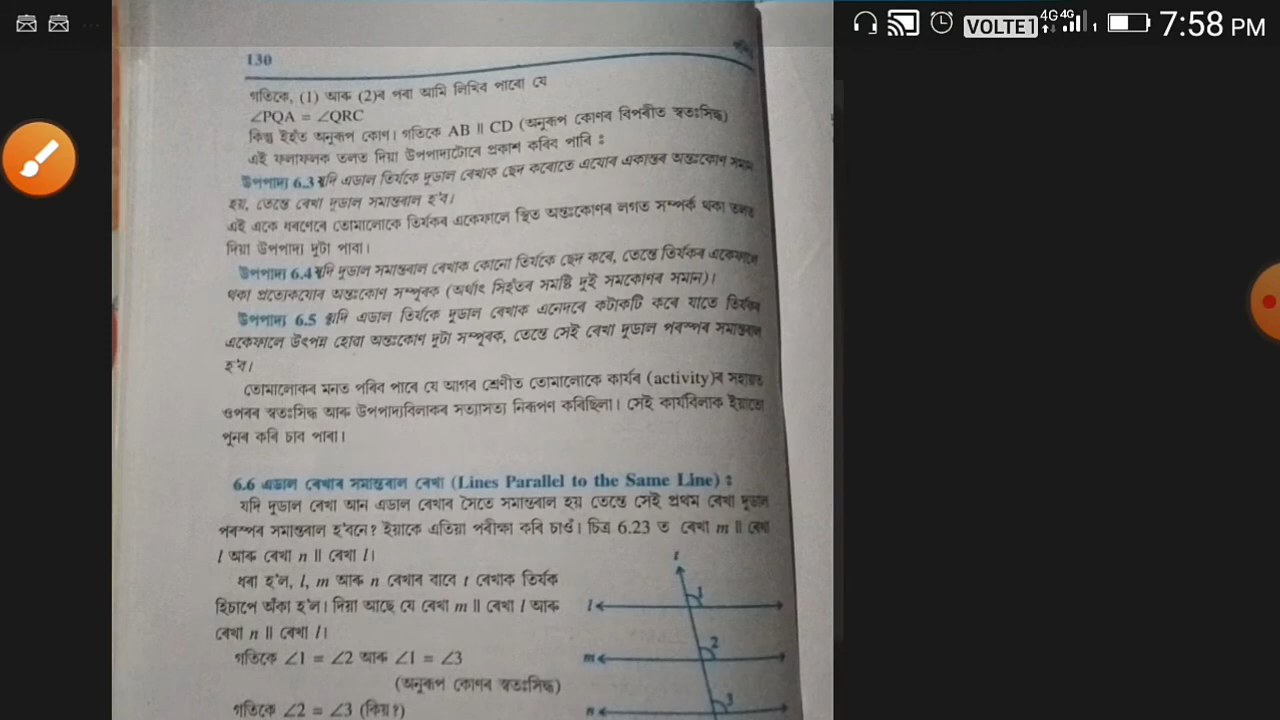 VOLTE1 4G 4G 1 7:58 PM
130
গতিকে, (1) আৰু (2)ৰ পৰা আমি লিখিব পাৰো যে
∠PQA = ∠QRC
কিন্তু ইহঁত অনুৰূপ কোণ। গতিকে AB || CD (অনুৰূপ কোণৰ বিপৰীত স্বতঃসিদ্ধ)
এই ফলাফলক তলত দিয়া উপপাদ্যটোৰে প্ৰকাশ কৰিব পাৰি :
উপপাদ্য 6.3 যদি এডাল তিৰ্যকে দুডাল ৰেখাক ছেদ কৰোতে এযোৰ একান্তৰ অন্তঃকোণ সমান
হয়, তেন্তে ৰেখা দুডাল সমান্তৰাল হ'ব।
এই একে ধৰণেৰে তোমালোকে তিৰ্যকৰ একেফালে স্থিত অন্তঃকোণৰ লগত সম্পৰ্ক থকা তলত
দিয়া উপপাদ্য দুটা পাবা।
উপপাদ্য 6.4 যদি দুডাল সমান্তৰাল ৰেখাক কোনো তিৰ্যকে ছেদ কৰে, তেন্তে তিৰ্যকৰ একেফালে
থকা প্ৰত্যেকযোৰ অন্তঃকোণ সম্পূৰক (অৰ্থাৎ সিহঁতৰ সমষ্টি দুই সমকোণৰ সমান)।
উপপাদ্য 6.5 যদি এডাল তিৰ্যকে দুডাল ৰেখাক এনেদৰে কটাকটি কৰে যাতে তিৰ্যকৰ
একেফালে উৎপন্ন হোৱা অন্তঃকোণ দুটা সম্পূৰক, তেন্তে সেই ৰেখা দুডাল পৰস্পৰ সমান্তৰাল
হ'ব।
তোমালোকৰ মনত পৰিব পাৰে যে আগৰ শ্ৰেণীত তোমালোকে কাৰ্যৰ (activity)ৰ সহায়ত
ওপৰৰ স্বতঃসিদ্ধ আৰু উপপাদ্যবিলাকৰ সত্যাসত্য নিৰূপণ কৰিছিলা। সেই কাৰ্যবিলাক ইয়াতো
পুনৰ কৰি চাব পাৰা।
6.6 এডাল ৰেখাৰ সমান্তৰাল ৰেখা (Lines Parallel to the Same Line) :
যদি দুডাল ৰেখা আন এডাল ৰেখাৰ সৈতে সমান্তৰাল হয় তেন্তে সেই প্ৰথম ৰেখা দুডাল
পৰস্পৰ সমান্তৰাল হ'বনে? ইয়াকে এতিয়া পৰীক্ষা কৰি চাওঁ। চিত্ৰ 6.23 ত ৰেখা m || ৰেখা
l আৰু ৰেখা n || ৰেখা l।
ধৰা হ'ল, l, m আৰু n ৰেখাৰ বাবে t ৰেখাক তিৰ্যক
হিচাপে অঁকা হ'ল। দিয়া আছে যে ৰেখা m || ৰেখা l আৰু
ৰেখা n || ৰেখা l।
গতিকে ∠1 = ∠2 আৰু ∠1 = ∠3
(অনুৰূপ কোণৰ স্বতঃসিদ্ধ)
গতিকে ∠2 = ∠3 (কিয়?)
t
1
l
2
m
3
n